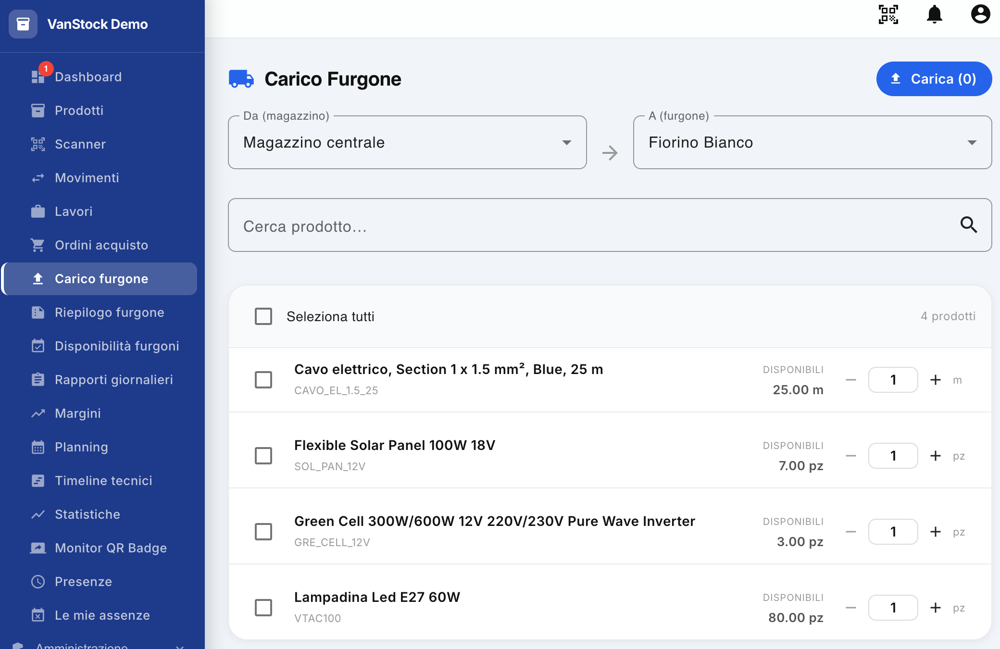 VanStock Demo
1
Dashboard
Prodotti
Scanner
Movimenti
Lavori
Ordini acquisto
Carico furgone
Riepilogo furgone
Disponibilità furgoni
Rapporti giornalieri
Margini
Planning
Timeline tecnici
Statistiche
Monitor QR Badge
Presenze
Le mie assenze
Amministrazione
Carico Furgone
Carica (0)
Da (magazzino)
Magazzino centrale
A (furgone)
Fiorino Bianco
Cerca prodotto...
Seleziona tutti
4 prodotti
Cavo elettrico, Section 1 x 1.5 mm², Blue, 25 m
CAVO_EL_1.5_25
DISPONIBILI
25.00 m
1
m
Flexible Solar Panel 100W 18V
SOL_PAN_12V
DISPONIBILI
7.00 pz
1
pz
Green Cell 300W/600W 12V 220V/230V Pure Wave Inverter
GRE_CELL_12V
DISPONIBILI
3.00 pz
1
pz
Lampadina Led E27 60W
VTAC100
DISPONIBILI
80.00 pz
1
pz